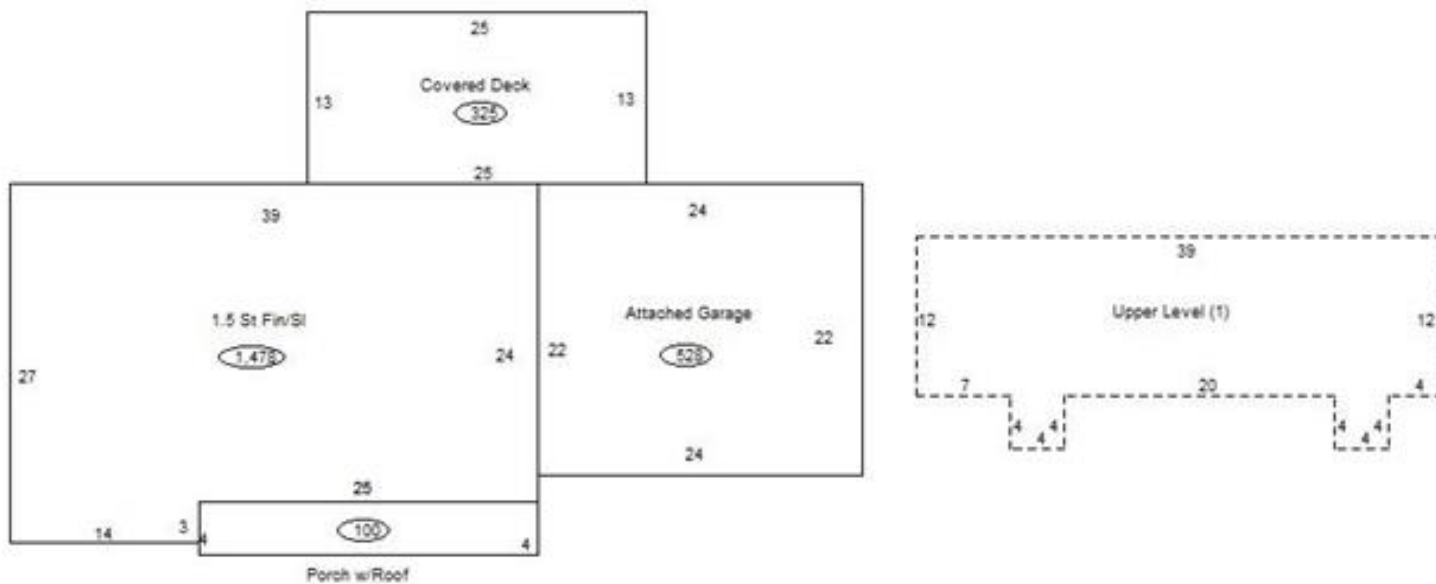 25
Covered Deck
13 325 13
25
39
24
39
1.5 St Fin/Sl
1,478
27
24
22
Attached Garage
528
22
24
Upper Level (1)
12 12
7 20 4
4 4
4
4 4
4
25
14 3
4 100 4
Porch w/Roof